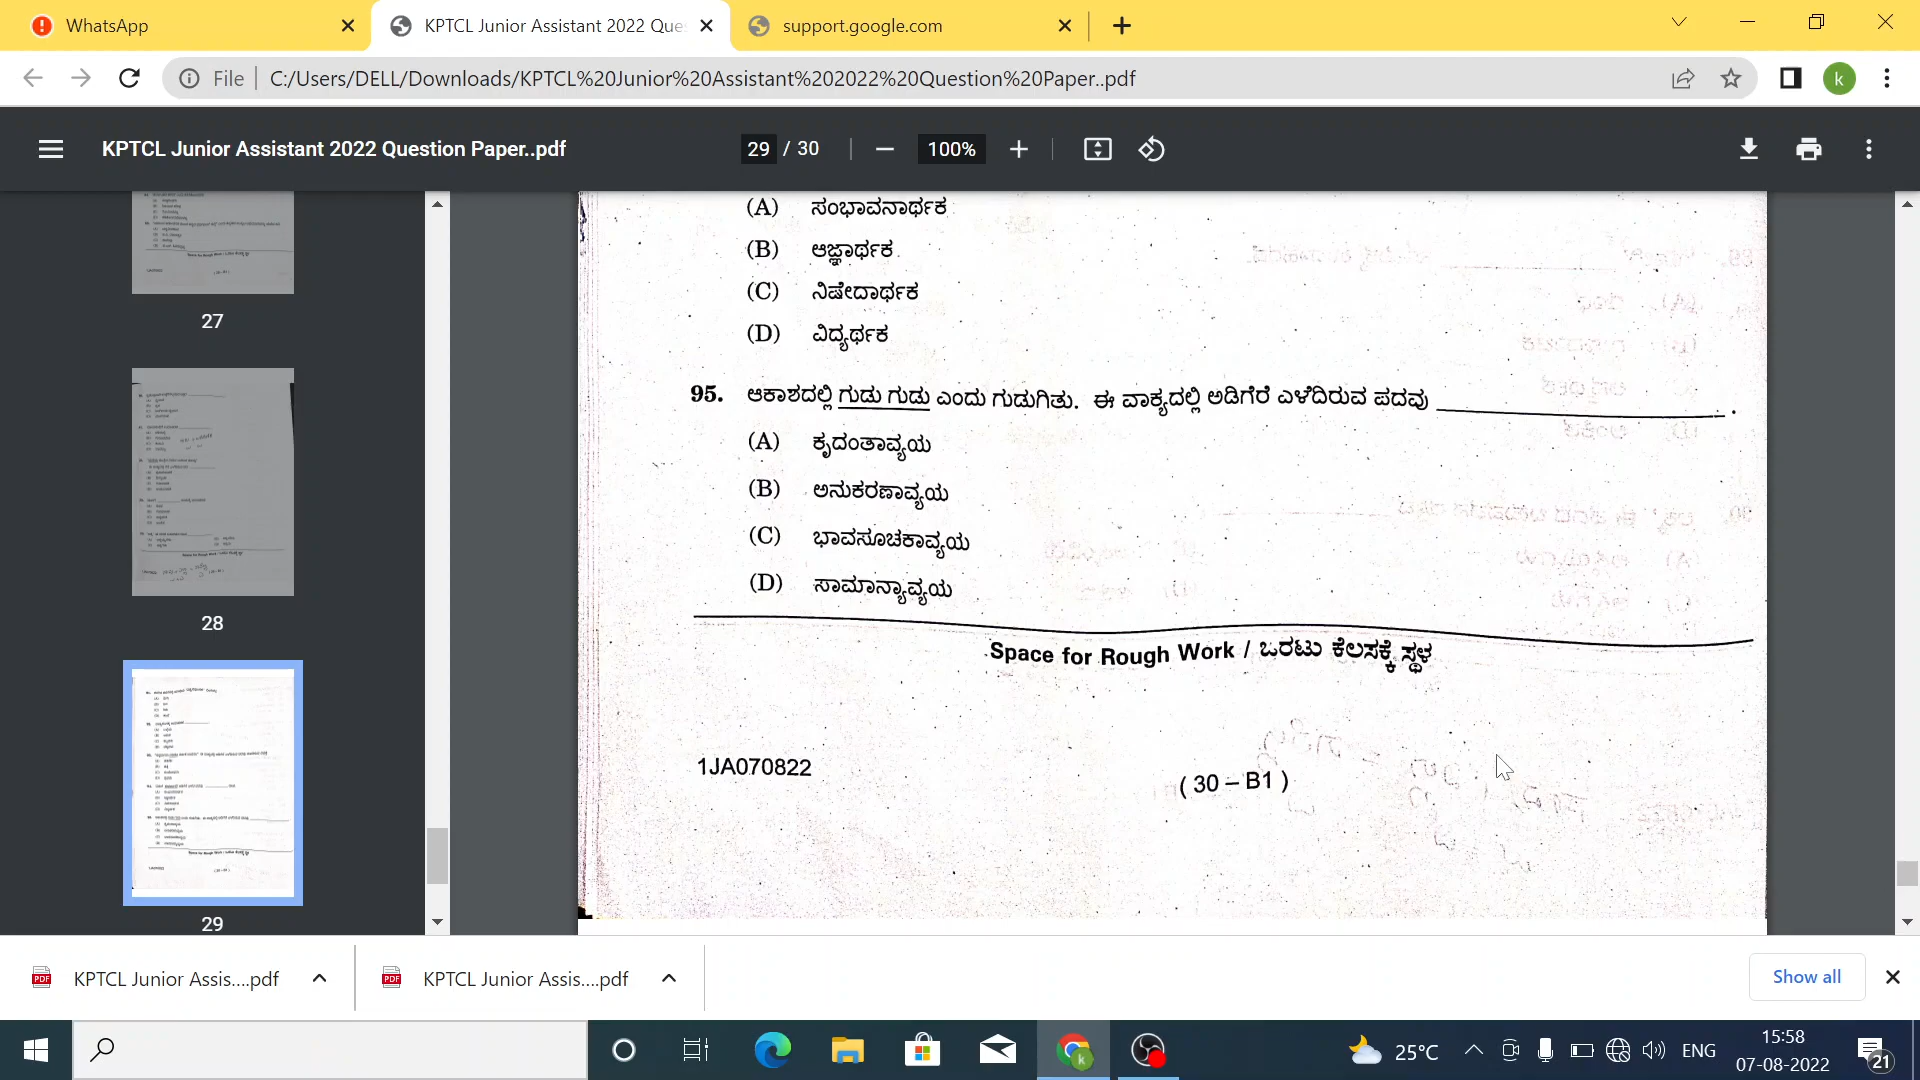 WhatsApp
KPTCL Junior Assistant 2022 Que
support.google.com
File
C:/Users/DELL/Downloads/KPTCL%20Junior%20Assistant%202022%20Question%20Paper..pdf
k
KPTCL Junior Assistant 2022 Question Paper..pdf
29 / 30
100%
27
28
29
(A) ಸಂಭಾವನಾರ್ಥಕ
(B) ಆಜ್ಞಾರ್ಥಕ
(C) ನಿಷೇದಾರ್ಥಕ
(D) ವಿದ್ಯರ್ಥಕ
95. ಆಕಾಶದಲ್ಲಿ ಗುಡು ಗುಡು ಎಂದು ಗುಡುಗಿತು. ಈ ವಾಕ್ಯದಲ್ಲಿ ಅಡಿಗೆರೆ ಎಳೆದಿರುವ ಪದವು ____________ .
(A) ಕೃದಂತಾವ್ಯಯ
(B) ಅನುಕರಣಾವ್ಯಯ
(C) ಭಾವಸೂಚಕಾವ್ಯಯ
(D) ಸಾಮಾನ್ಯಾವ್ಯಯ
Space for Rough Work / ಒರಟು ಕೆಲಸಕ್ಕೆ ಸ್ಥಳ
1JA070822
( 30 – B1 )
KPTCL Junior Assis....pdf
KPTCL Junior Assis....pdf
Show all
25°C
ENG
15:58
07-08-2022
21